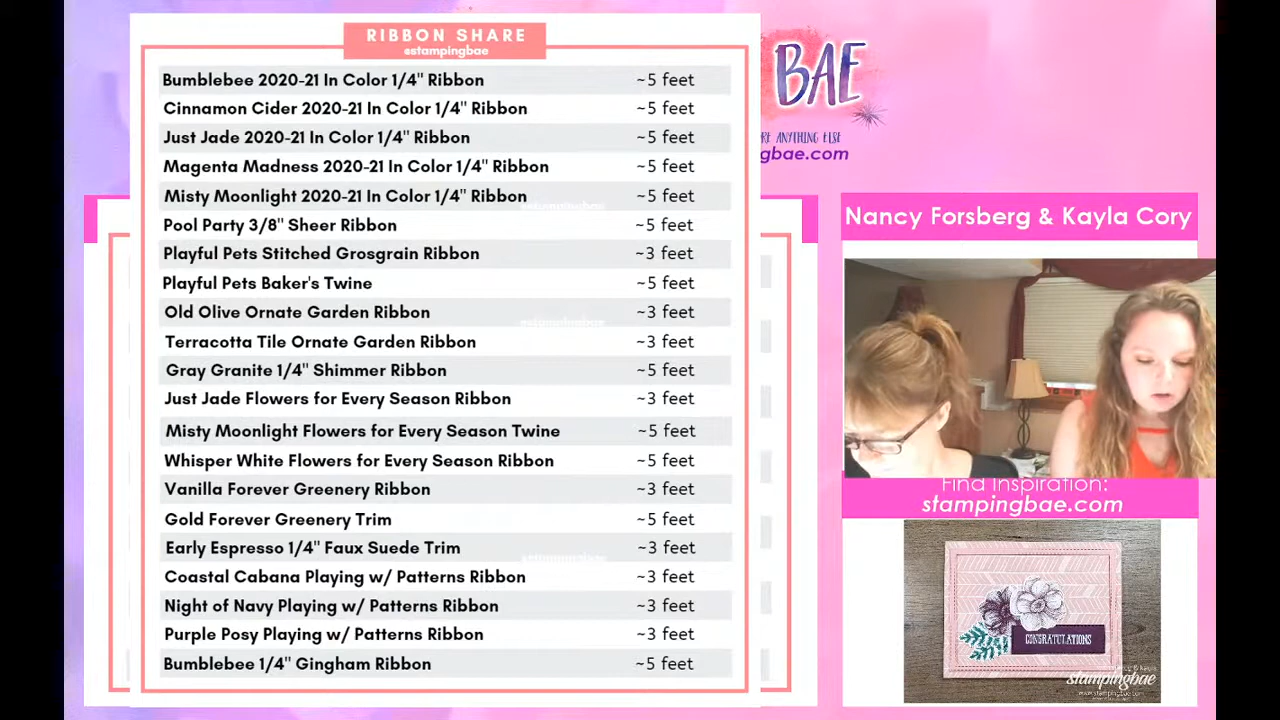 RIBBON SHARE
@stampingbae
Bumblebee 2020-21 In Color 1/4" Ribbon ~5 feet
Cinnamon Cider 2020-21 In Color 1/4" Ribbon ~5 feet
Just Jade 2020-21 In Color 1/4" Ribbon ~5 feet
Magenta Madness 2020-21 In Color 1/4" Ribbon ~5 feet
Misty Moonlight 2020-21 In Color 1/4" Ribbon ~5 feet
Pool Party 3/8" Sheer Ribbon ~5 feet
Playful Pets Stitched Grosgrain Ribbon ~3 feet
Playful Pets Baker's Twine ~5 feet
Old Olive Ornate Garden Ribbon ~3 feet
Terracotta Tile Ornate Garden Ribbon ~3 feet
Gray Granite 1/4" Shimmer Ribbon ~5 feet
Just Jade Flowers for Every Season Ribbon ~3 feet
Misty Moonlight Flowers for Every Season Twine ~5 feet
Whisper White Flowers for Every Season Ribbon ~5 feet
Vanilla Forever Greenery Ribbon ~3 feet
Gold Forever Greenery Trim ~5 feet
Early Espresso 1/4" Faux Suede Trim ~3 feet
Coastal Cabana Playing w/ Patterns Ribbon ~3 feet
Night of Navy Playing w/ Patterns Ribbon ~3 feet
Purple Posy Playing w/ Patterns Ribbon ~3 feet
Bumblebee 1/4" Gingham Ribbon ~5 feet
BAE
ANYTHING ELSE
gbae.com
Nancy Forsberg & Kayla Cory
Find Inspiration:
stampingbae.com
CONGRATULATIONS
stampingbae
www.stampingbae.com